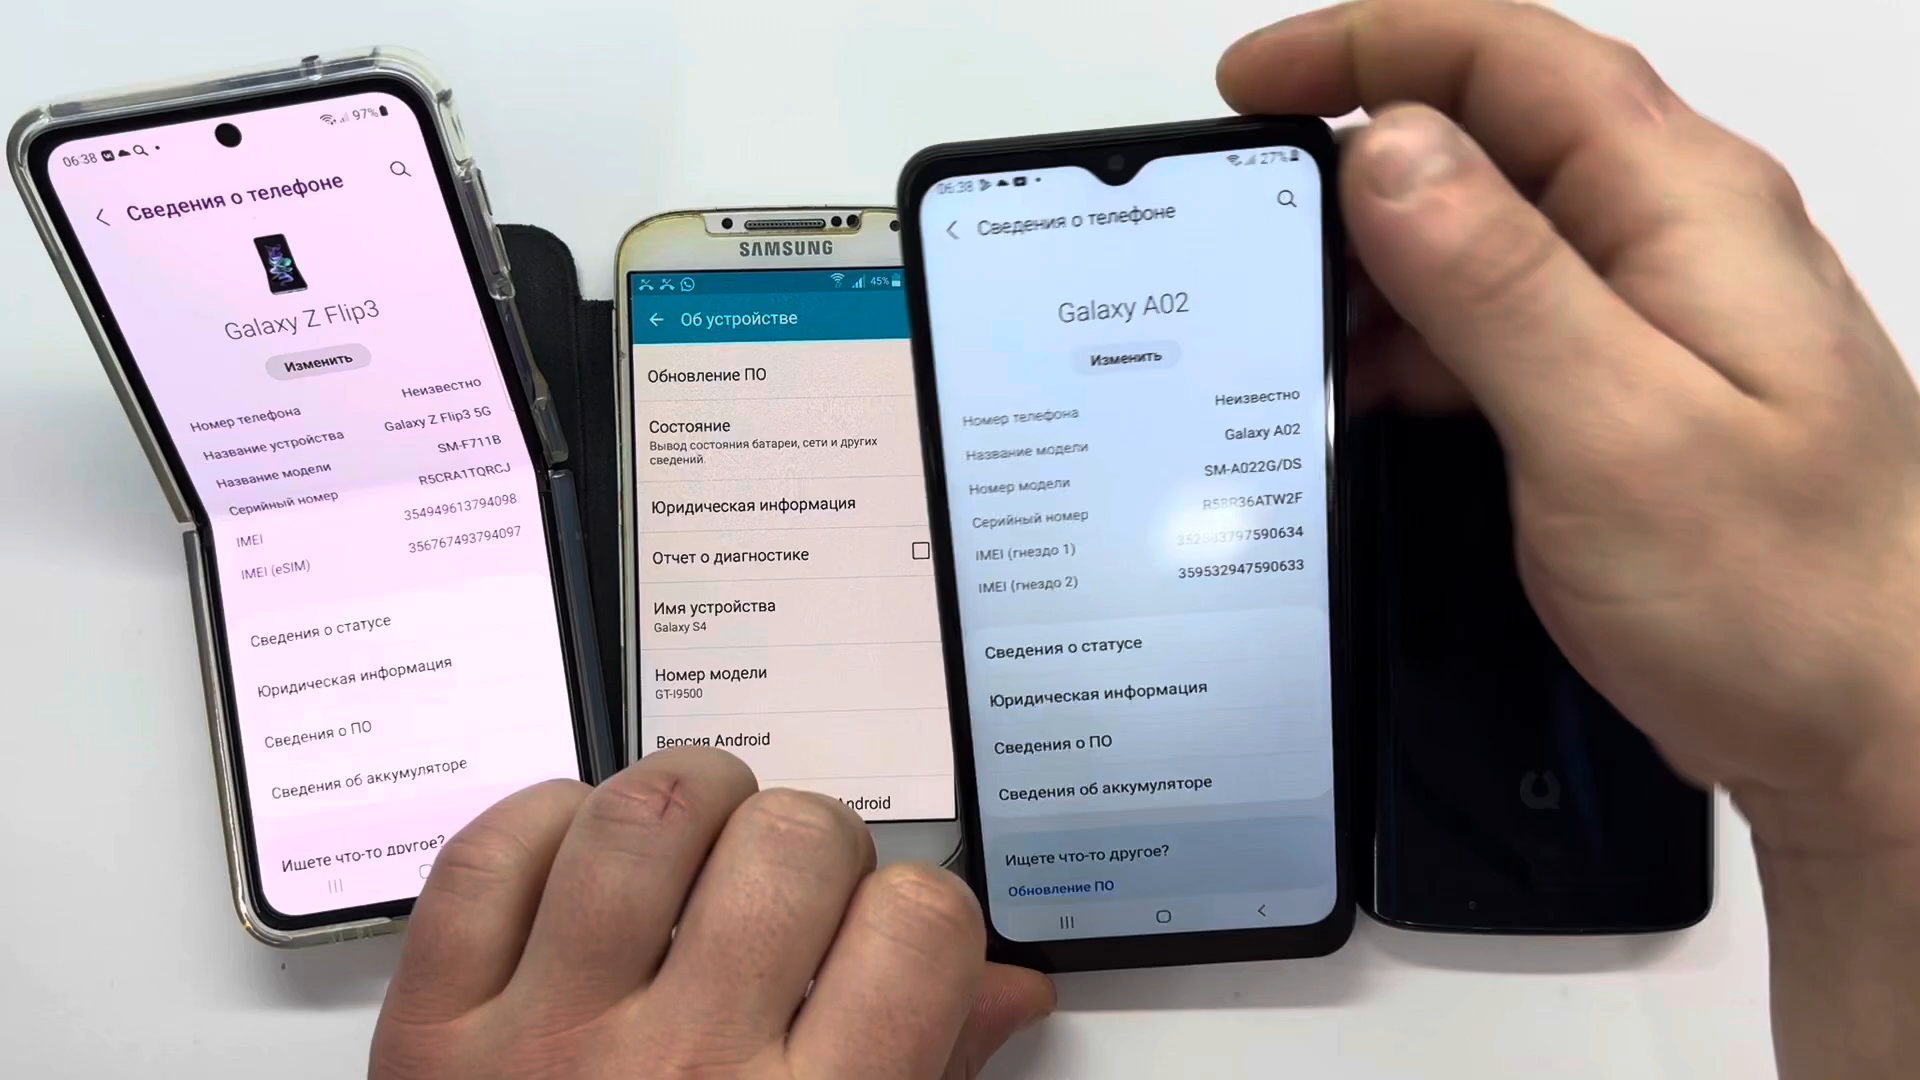 06:38
97%
Сведения о телефоне
Galaxy Z Flip3
Изменить
Номер телефона Неизвестно
Название устройства Galaxy Z Flip3 5G
Название модели SM-F711B
Серийный номер R5CRA1TQRCJ
IMEI 354949613794098
IMEI (eSIM) 356767493794097
Сведения о статусе
Юридическая информация
Сведения о ПО
Сведения об аккумуляторе
Ищете что-то другое?
SAMSUNG
45%
Об устройстве
Обновление ПО
Состояние
Вывод состояния батареи, сети и других
сведений.
Юридическая информация
Отчет о диагностике
Имя устройства
Galaxy S4
Номер модели
GT-I9500
Версия Android
Android
06:38
27%
Сведения о телефоне
Galaxy A02
Изменить
Номер телефона Неизвестно
Название модели Galaxy A02
Номер модели SM-A022G/DS
Серийный номер R58R36ATW2F
IMEI (гнездо 1)
IMEI (гнездо 2) 359532947590633
Сведения о статусе
Юридическая информация
Сведения о ПО
Сведения об аккумуляторе
Ищете что-то другое?
Обновление ПО